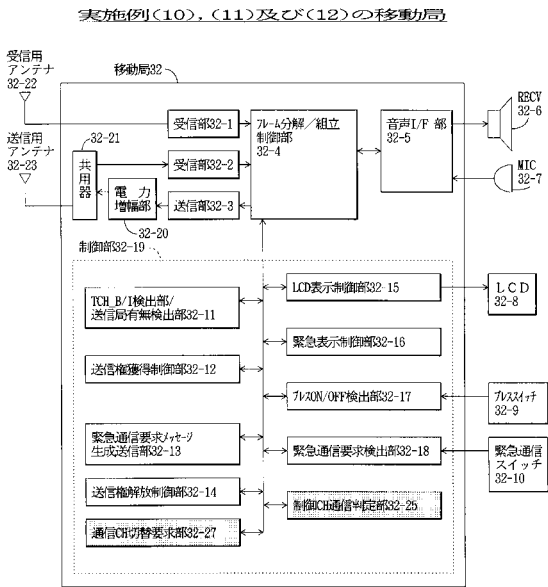 実施例(10), (11)及び(12)の移動局
受信用
アンテナ
32-22
移動局32
送信用
アンテナ
32-23
32-21
共用器
受信部32-1
受信部32-2
送信部32-3
電力
増幅部
32-20
フレーム分解/組立
制御部
32-4
音声I/F 部
32-5
RECV
32-6
MIC
32-7
制御部32-19
TCH_B/I検出部/
送信局有無検出部32-11
送信権獲得制御部32-12
緊急通信要求メッセージ
生成送信部32-13
送信権解放制御部32-14
通信CH切替要求部32-27
LCD表示制御部32-15
緊急表示制御部32-16
プレスON/OFF検出部32-17
緊急通信要求検出部32-18
制御CH通信判定部32-25
LCD
32-8
プレススイッチ
32-9
緊急通信
スイッチ
32-10